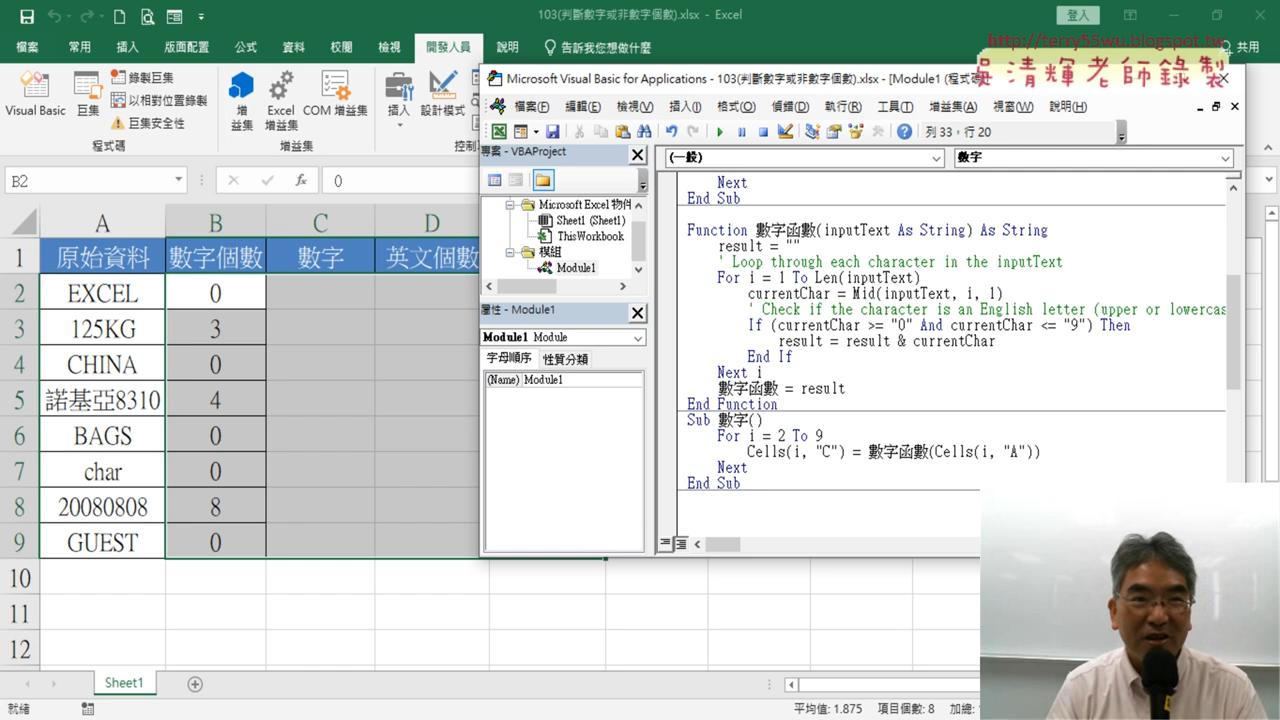 103(判斷數字或非數字個數).xlsx - Excel
登入
http://terry55wu.blogspot.tw
吳清輝老師錄製
檔案 常用 插入 版面配置 公式 資料 校閱 檢視 開發人員 說明 告訴我您想做什麼 共用
Visual Basic
巨集
錄製巨集
以相對位置錄製
巨集安全性
程式碼
增
益集
Excel
增益集
COM 增益集
增益集
插入
設計模式
控制
B2
fx
0
A B C D
1 原始資料 數字個數 數字 英文個數
2 EXCEL 0
3 125KG 3
4 CHINA 0
5 諾基亞8310 4
6 BAGS 0
7 char 0
8 20080808 8
9 GUEST 0
10
11
12
Sheet1
就緒
平均值: 1.875 項目個數: 8 加總:
Microsoft Visual Basic for Applications - 103(判斷數字或非數字個數).xlsx - [Module1 (程式碼
檔案(F) 編輯(E) 檢視(V) 插入(I) 格式(O) 偵錯(D) 執行(R) 工具(T) 增益集(A) 視窗(W) 說明(H)
列 33，行 20
專案 - VBAProject
Microsoft Excel 物件
Sheet1 (Sheet1)
ThisWorkbook
模組
Module1
屬性 - Module1
Module1 Module
字母順序 性質分類
(Name) Module1
(一般)
數字
Next
End Sub
Function 數字函數(inputText As String) As String
result = ""
' Loop through each character in the inputText
For i = 1 To Len(inputText)
currentChar = Mid(inputText, i, 1)
' Check if the character is an English letter (upper or lowercas
If (currentChar >= "0" And currentChar <= "9") Then
result = result & currentChar
End If
Next i
數字函數 = result
End Function
Sub 數字()
For i = 2 To 9
Cells(i, "C") = 數字函數(Cells(i, "A"))
Next
End Sub